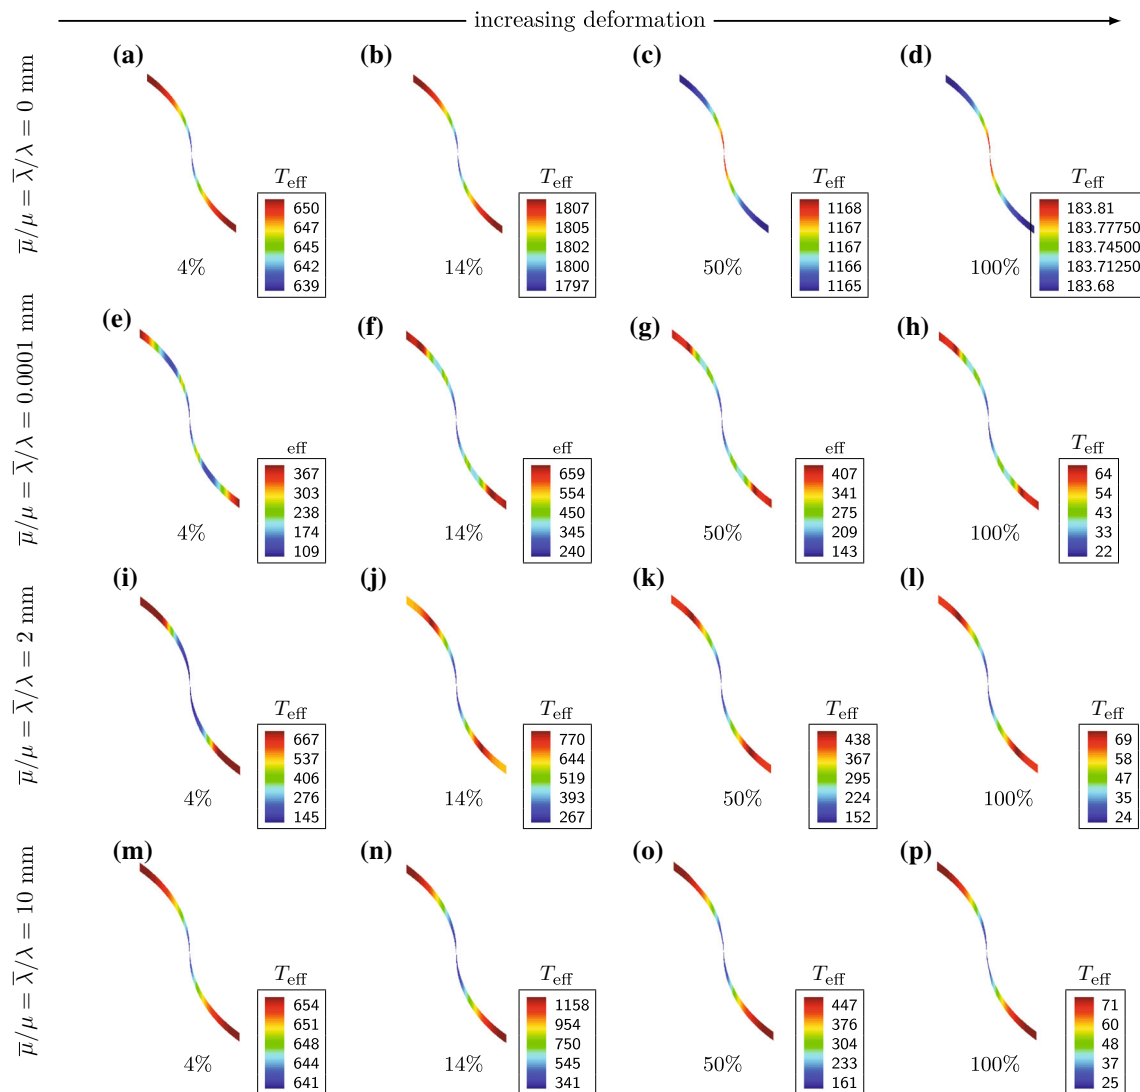 increasing deformation
μ̅/μ = λ̅/λ = 0 mm
(a)
T_eff
650
647
645
642
639
4%
(b)
T_eff
1807
1805
1802
1800
1797
14%
(c)
T_eff
1168
1167
1167
1166
1165
50%
(d)
T_eff
183.81
183.77750
183.74500
183.71250
183.68
100%
μ̅/μ = λ̅/λ = 0.0001 mm
(e)
eff
367
303
238
174
109
4%
(f)
eff
659
554
450
345
240
14%
(g)
eff
407
341
275
209
143
50%
(h)
T_eff
64
54
43
33
22
100%
μ̅/μ = λ̅/λ = 2 mm
(i)
T_eff
667
537
406
276
145
4%
(j)
T_eff
770
644
519
393
267
14%
(k)
T_eff
438
367
295
224
152
50%
(l)
T_eff
69
58
47
35
24
100%
μ̅/μ = λ̅/λ = 10 mm
(m)
T_eff
654
651
648
644
641
4%
(n)
T_eff
1158
954
750
545
341
14%
(o)
T_eff
447
376
304
233
161
50%
(p)
T_eff
71
60
48
37
25
100%